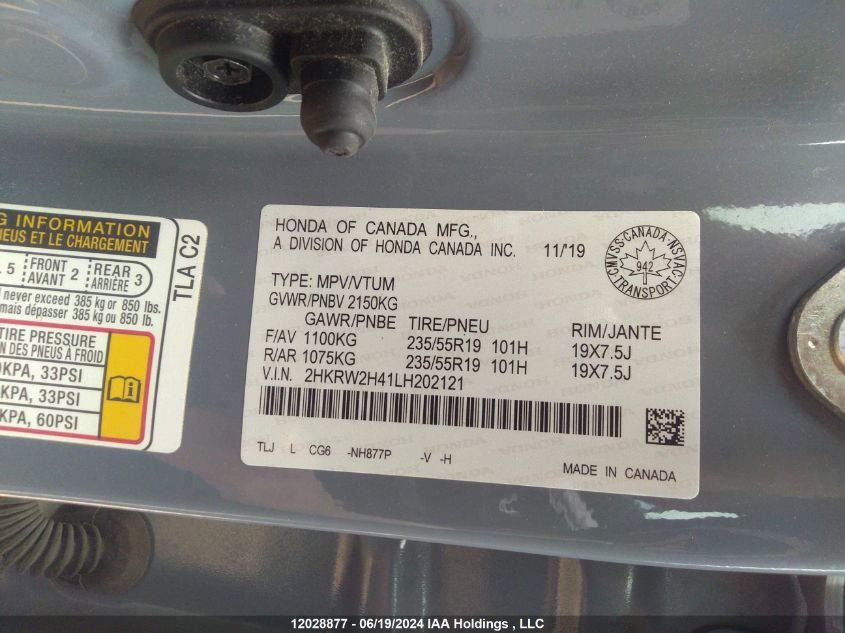 G INFORMATION
NEUS ET LE CHARGEMENT
. 5 FRONT AVANT 2 REAR ARRIÈRE 3
never exceed 385 kg or 850 lbs.
mais dépasser 385 kg ou 850 lb.
TIRE PRESSURE
N DES PNEUS À FROID
KPA, 33PSI
KPA, 33PSI
KPA, 60PSI
TLA C2
HONDA OF CANADA MFG.,
A DIVISION OF HONDA CANADA INC. 11/'19
CMVSS·CANADA·NSVAC
942
TRANSPORT
TYPE: MPV/VTUM
GVWR/PNBV 2150KG
GAWR/PNBE TIRE/PNEU RIM/JANTE
F/AV 1100KG 235/55R19 101H 19X7.5J
R/AR 1075KG 235/55R19 101H 19X7.5J
V.I.N. 2HKRW2H41LH202121
TLJ L CG6 -NH877P -V -H
MADE IN CANADA
12028877 - 06/19/2024 IAA Holdings , LLC